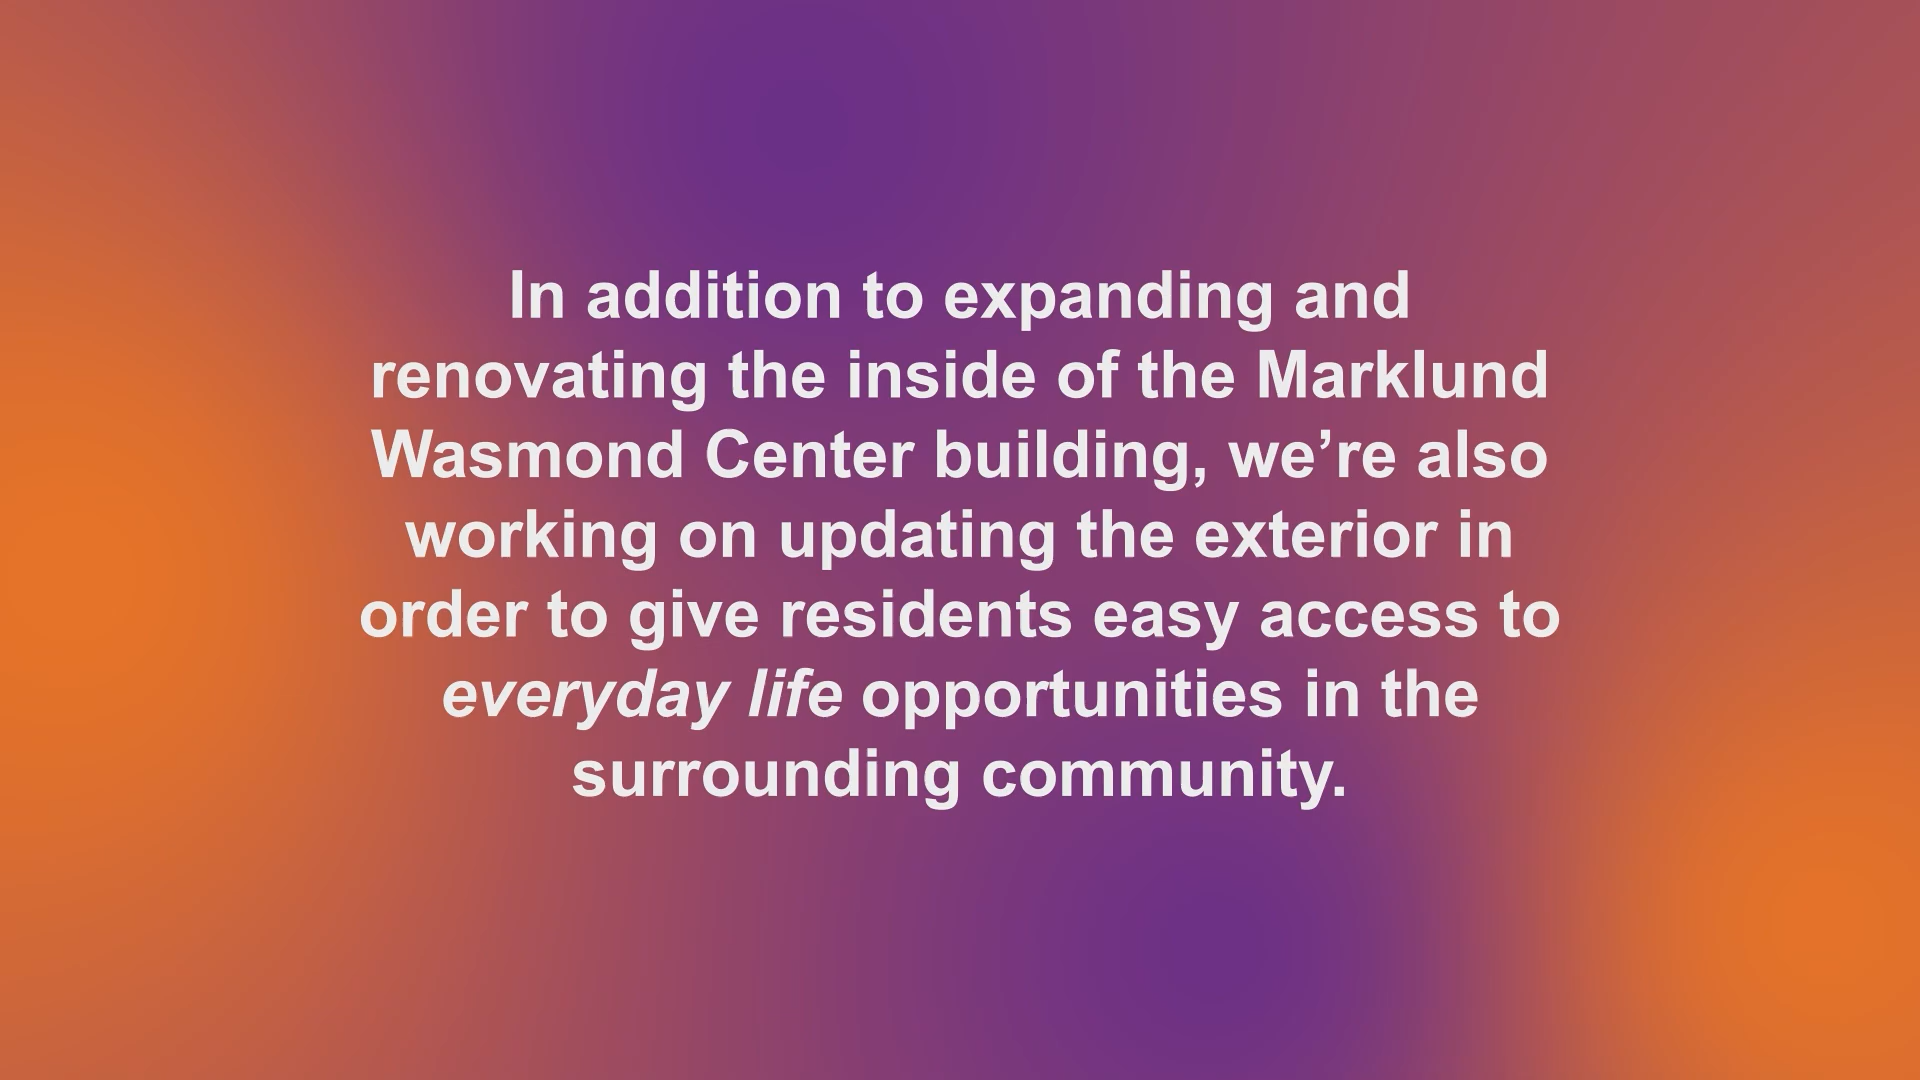 In addition to expanding and
renovating the inside of the Marklund
Wasmond Center building, we’re also
working on updating the exterior in
order to give residents easy access to
everyday life opportunities in the
surrounding community.